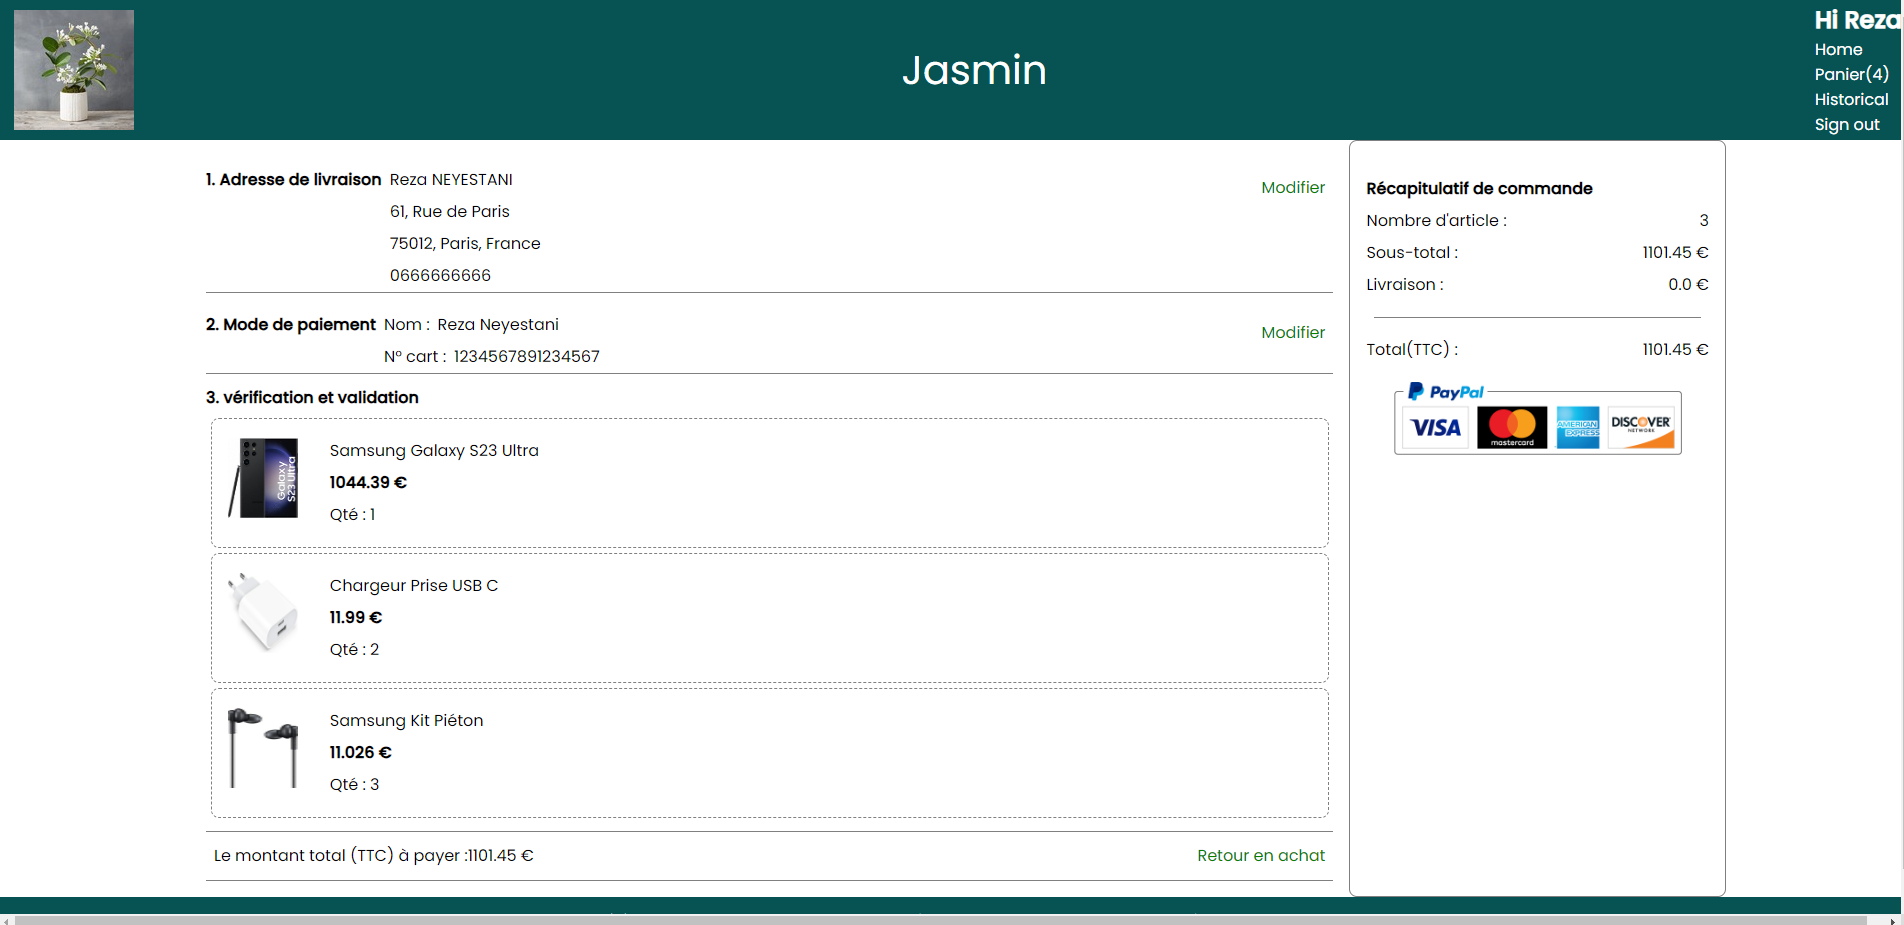 Jasmin
Hi Reza
Home
Panier(4)
Historical
Sign out
1. Adresse de livraison Reza NEYESTANI
61, Rue de Paris
75012, Paris, France
0666666666
Modifier
2. Mode de paiement Nom : Reza Neyestani
N° cart : 1234567891234567
Modifier
3. vérification et validation
Galaxy
S23 Ultra
Samsung Galaxy S23 Ultra
1044.39 €
Qté : 1
Chargeur Prise USB C
11.99 €
Qté : 2
Samsung Kit Piéton
11.026 €
Qté : 3
Le montant total (TTC) à payer :1101.45 €
Retour en achat
Récapitulatif de commande
Nombre d'article : 3
Sous-total : 1101.45 €
Livraison : 0.0 €
Total(TTC) : 1101.45 €
PayPal
VISA
mastercard
AMERICAN
EXPRESS
DISCOVER
NETWORK